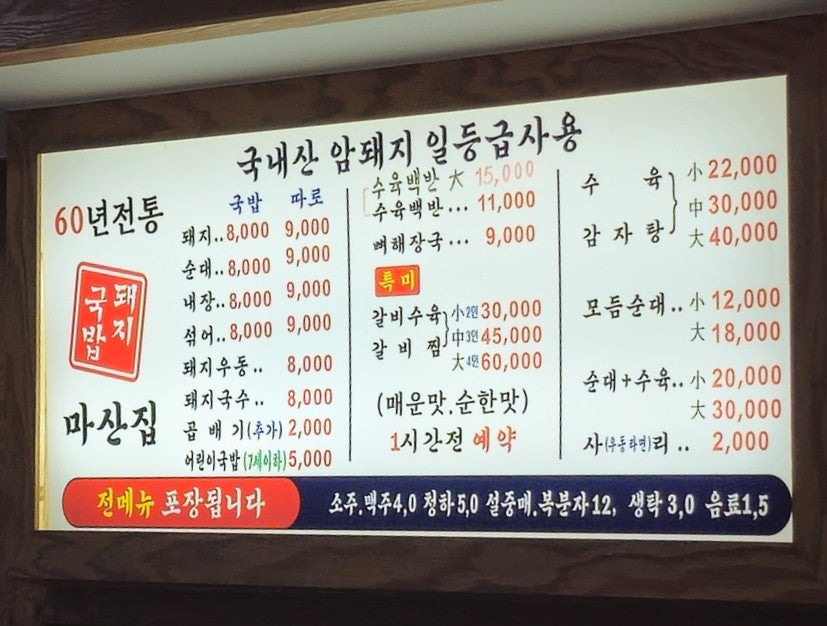 국내산 암돼지 일등급사용
60년전통
돼지국밥
마산집
국밥 따로
돼지..8,000 9,000
순대..8,000 9,000
내장..8,000 9,000
섞어..8,000 9,000
돼지우동.. 8,000
돼지국수.. 8,000
곱 배 기(추가) 2,000
어린이국밥(7세이하)5,000
수육백반 大 15,000
수육백반... 11,000
뼈해장국... 9,000
특미
갈비수육 小2인 30,000
갈 비 찜 中3인 45,000
大4인 60,000
(매운맛.순한맛)
1시간전 예약
수 육 小 22,000
中 30,000
감 자 탕 大 40,000
모듬순대.. 小 12,000
大 18,000
순대+수육.. 小 20,000
大 30,000
사(우동라면)리 .. 2,000
전메뉴 포장됩니다
소주.맥주4,0 청하5,0 설중매.복분자12, 생탁 3,0 음료1,5